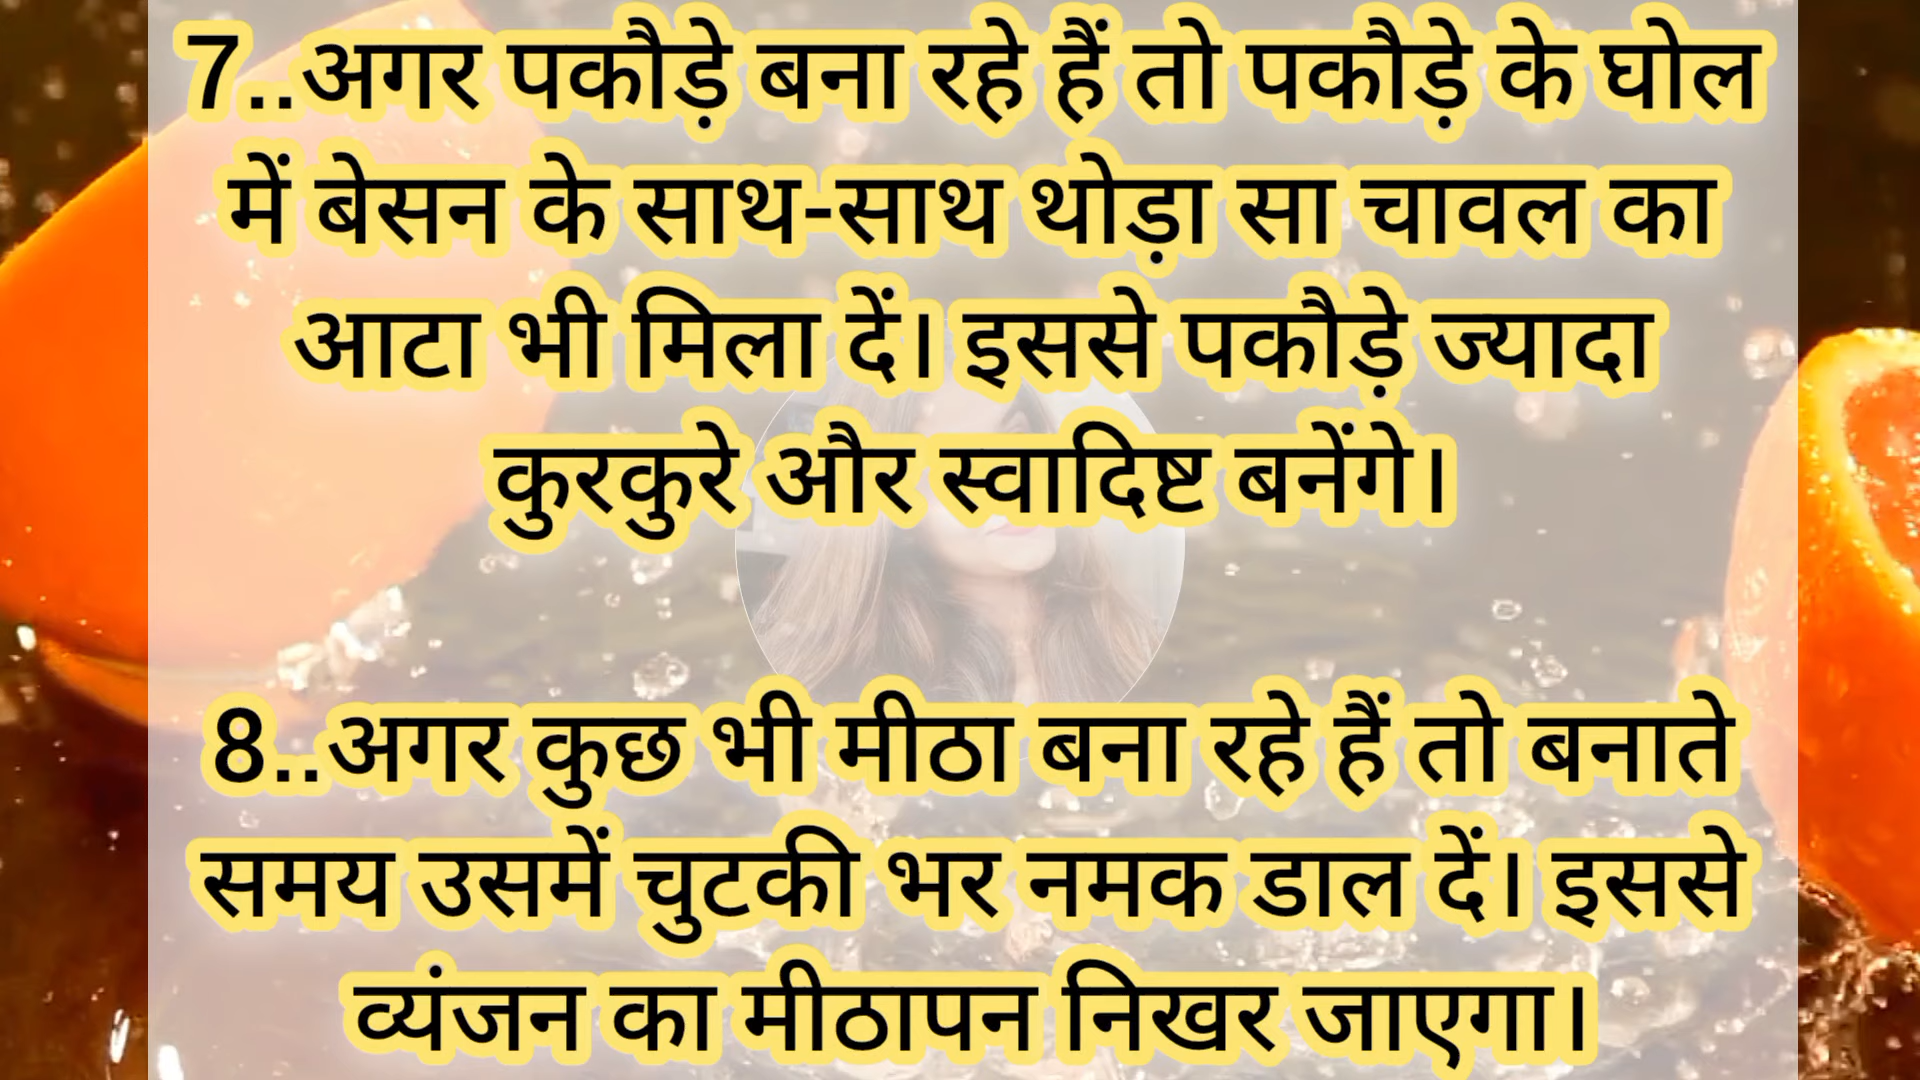 7..अगर पकौड़े बना रहे हैं तो पकौड़े के घोल
में बेसन के साथ-साथ थोड़ा सा चावल का
आटा भी मिला दें। इससे पकौड़े ज्यादा
कुरकुरे और स्वादिष्ट बनेंगे।
8..अगर कुछ भी मीठा बना रहे हैं तो बनाते
समय उसमें चुटकी भर नमक डाल दें। इससे
व्यंजन का मीठापन निखर जाएगा।